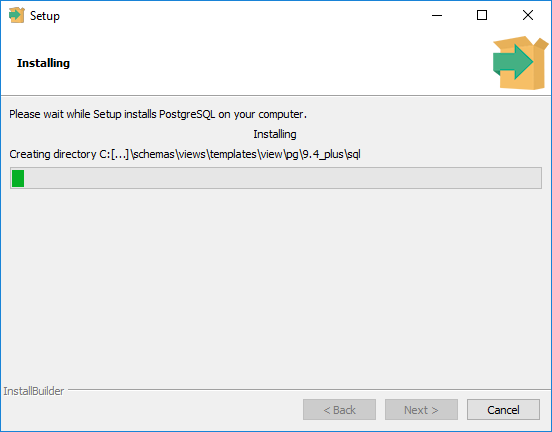 Setup
Installing
Please wait while Setup installs PostgreSQL on your computer.
Installing
Creating directory C:[...]\schemas\views\templates\view\pg\9.4_plus\sql
InstallBuilder
< Back
Next >
Cancel